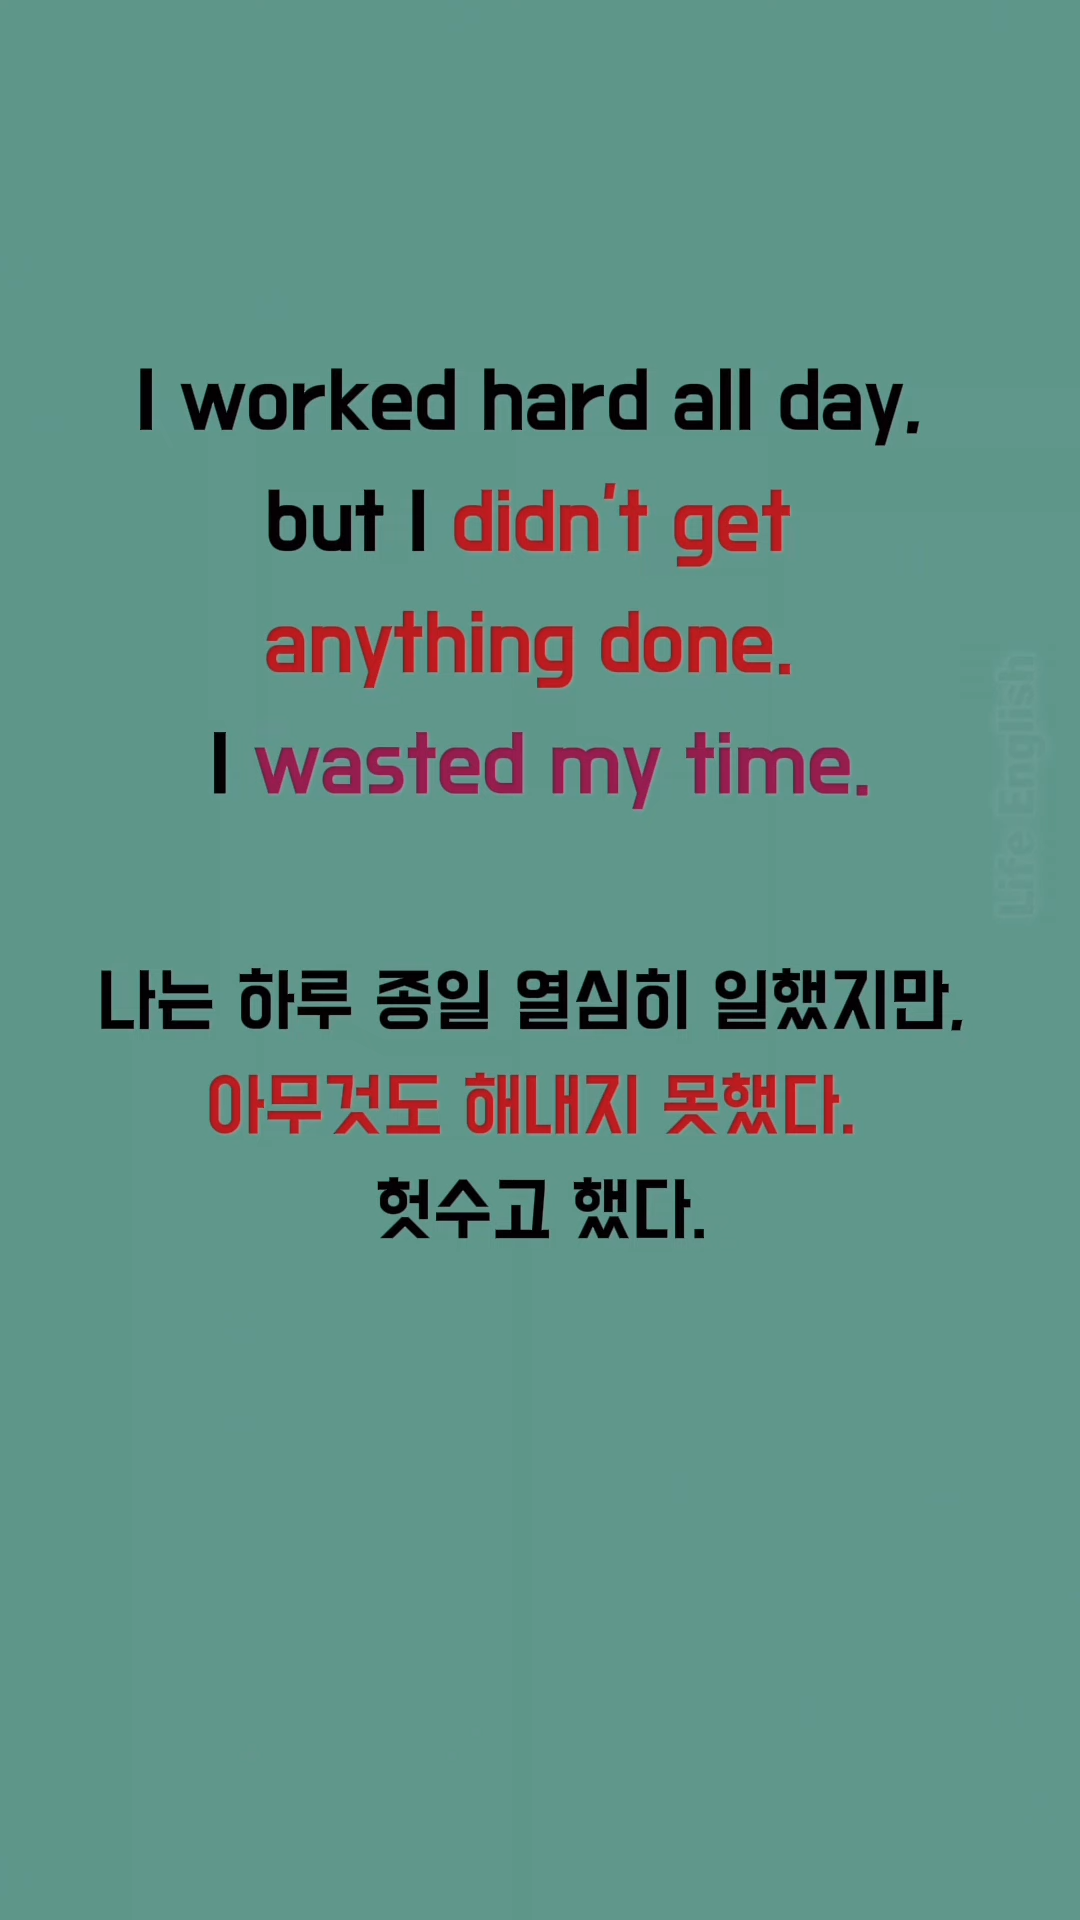 I worked hard all day,
but I didn't get
anything done.
I wasted my time.
나는 하루 종일 열심히 일했지만,
아무것도 해내지 못했다.
헛수고 했다.
Life English